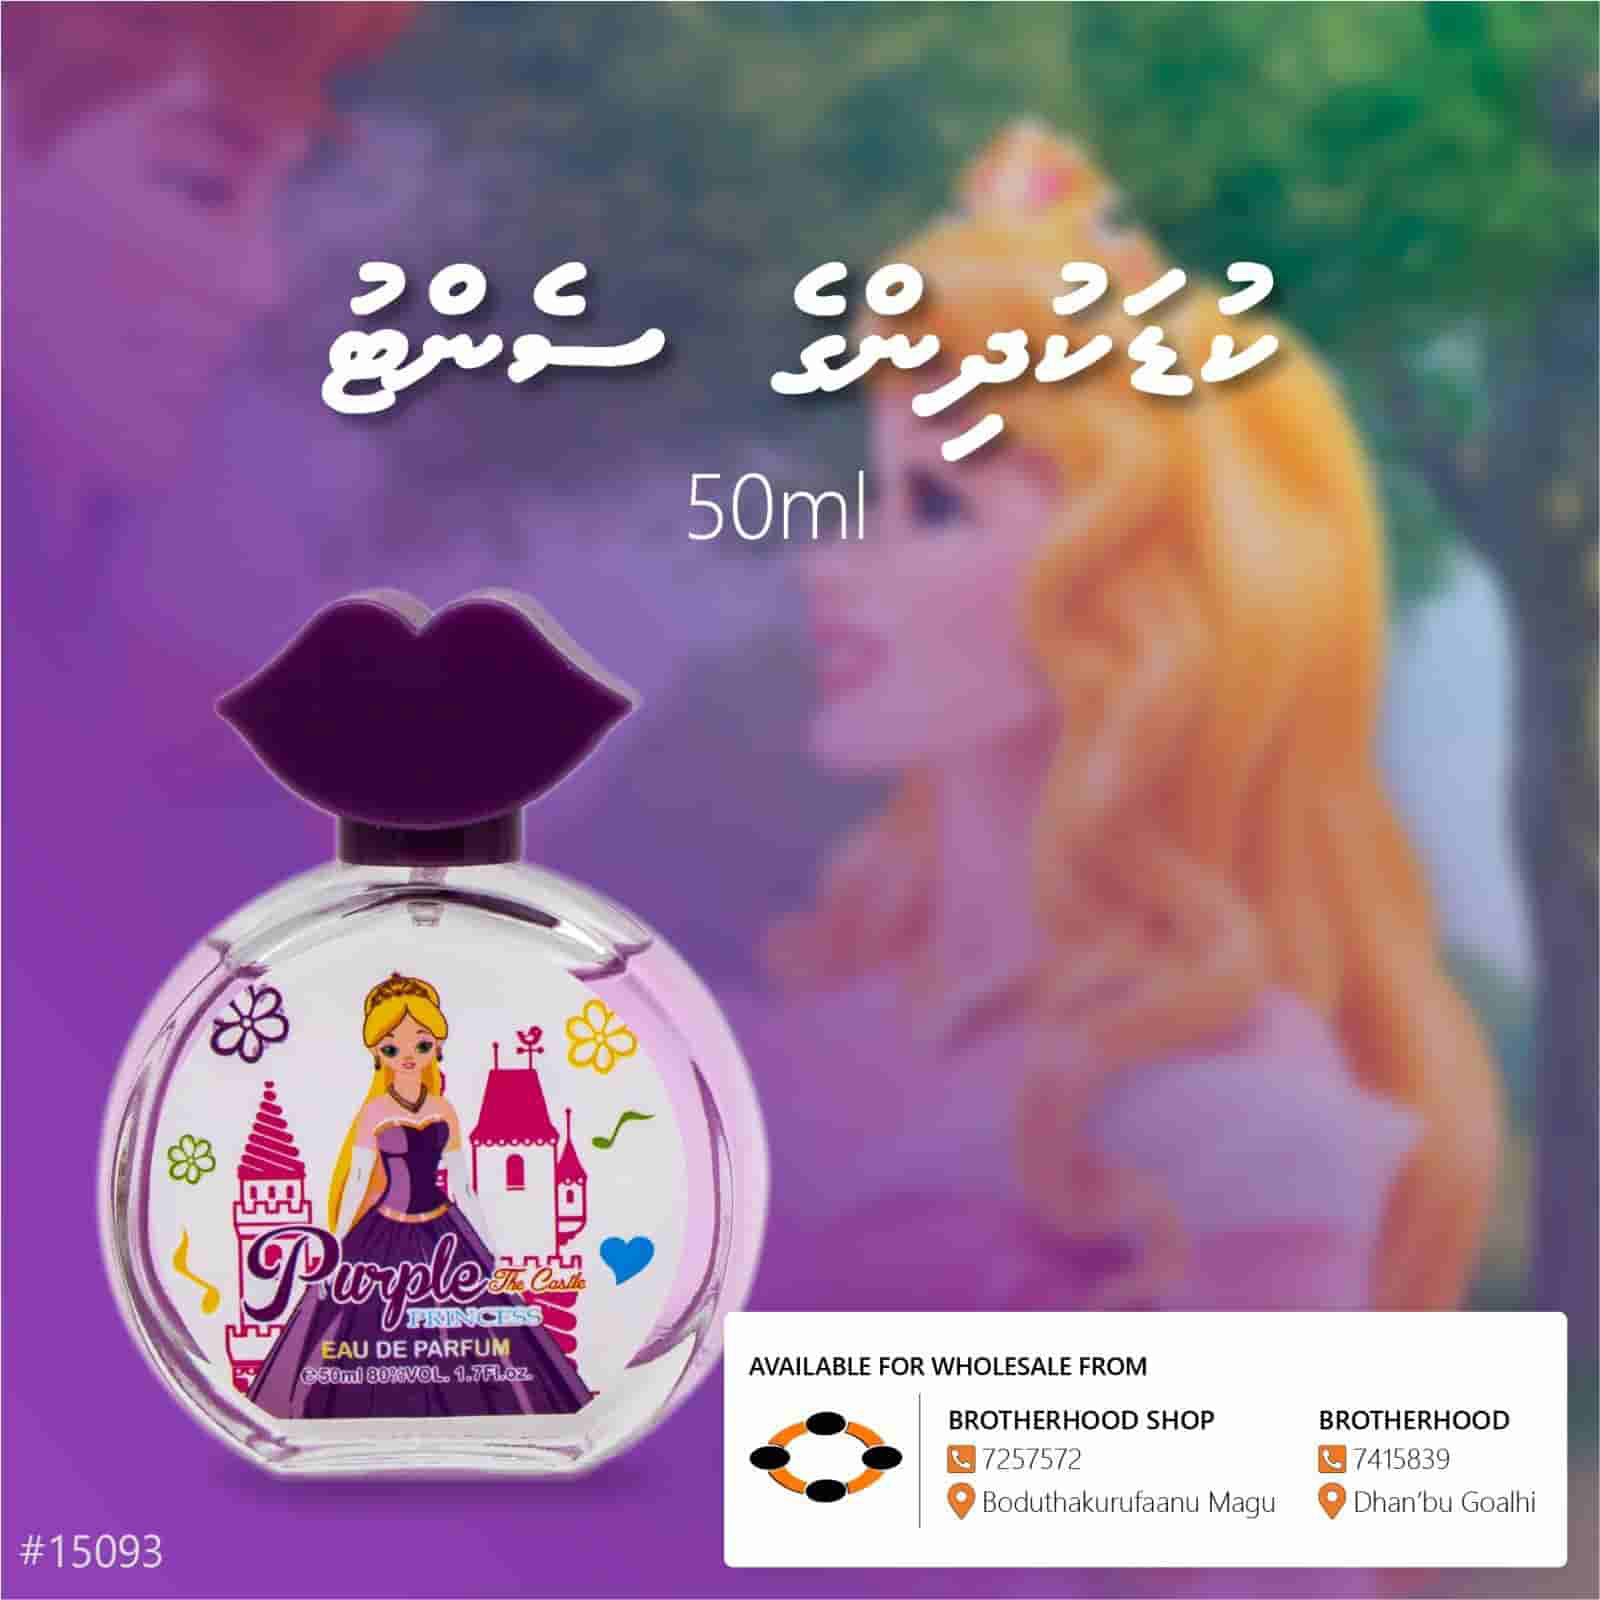 ކުޑަކުދިންގެ ސެންޓު
50ml
Purple The Castle
PRINCESS
EAU DE PARFUM
℮50ml 80%VOL. 1.7Fl.oz.
AVAILABLE FOR WHOLESALE FROM
BROTHERHOOD SHOP
7257572
Boduthakurufaanu Magu
BROTHERHOOD
7415839
Dhan'bu Goalhi
#15093